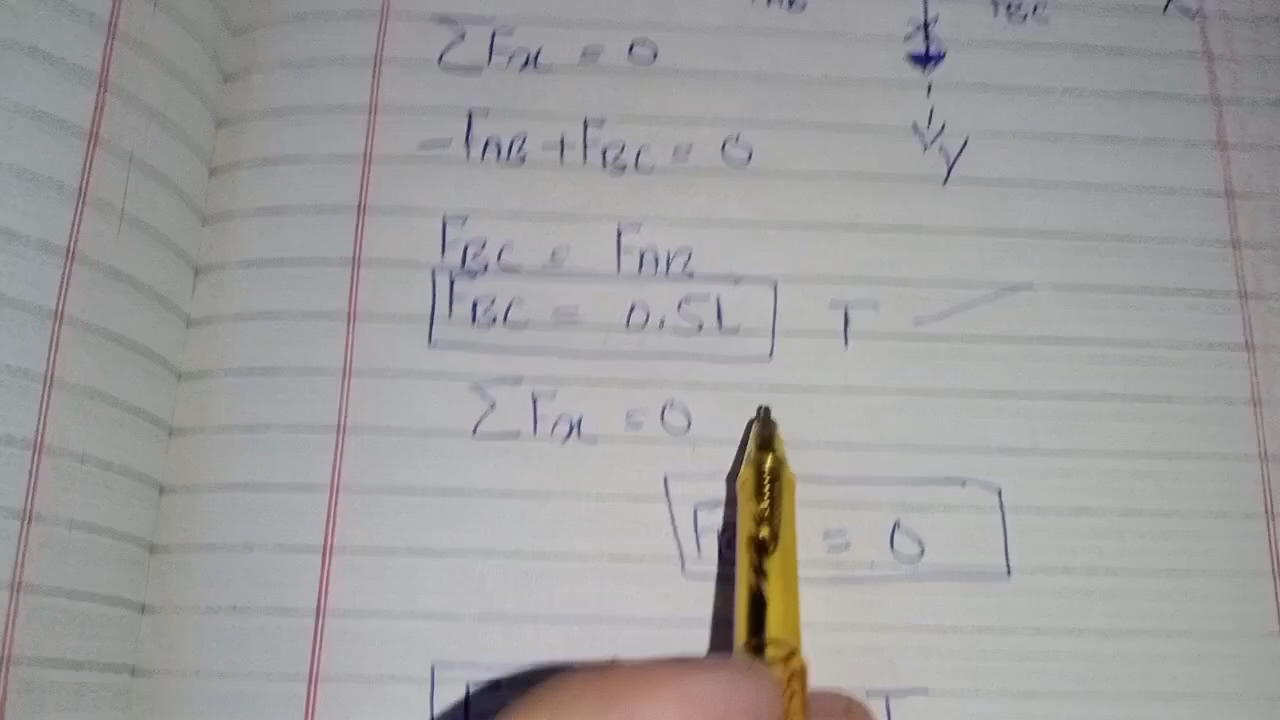 ΣFx = 0
-FAB + FBC = 0
Y
FBC = FAB
FBC = 0.5L T
ΣFx = 0
= 0
T